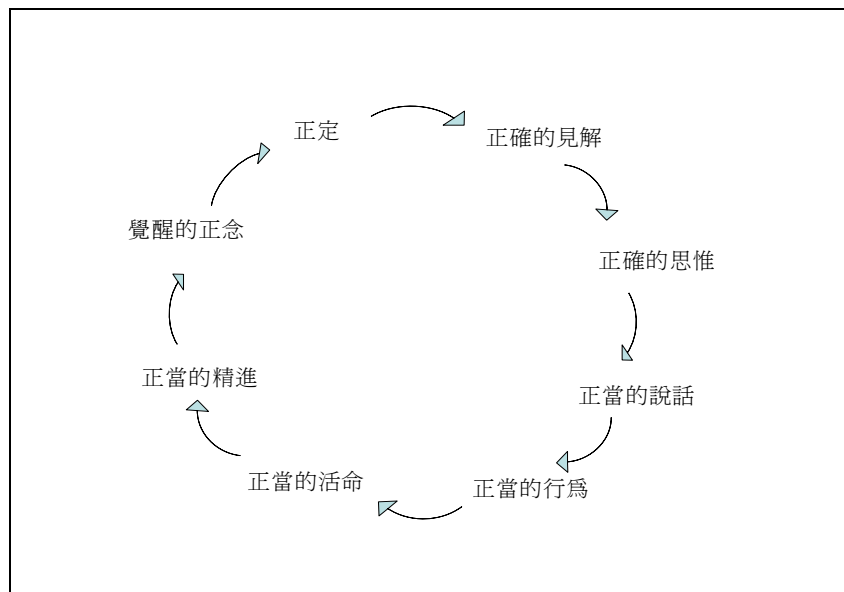 正定
正確的見解
正確的思惟
正當的說話
正當的行爲
正當的活命
正當的精進
覺醒的正念